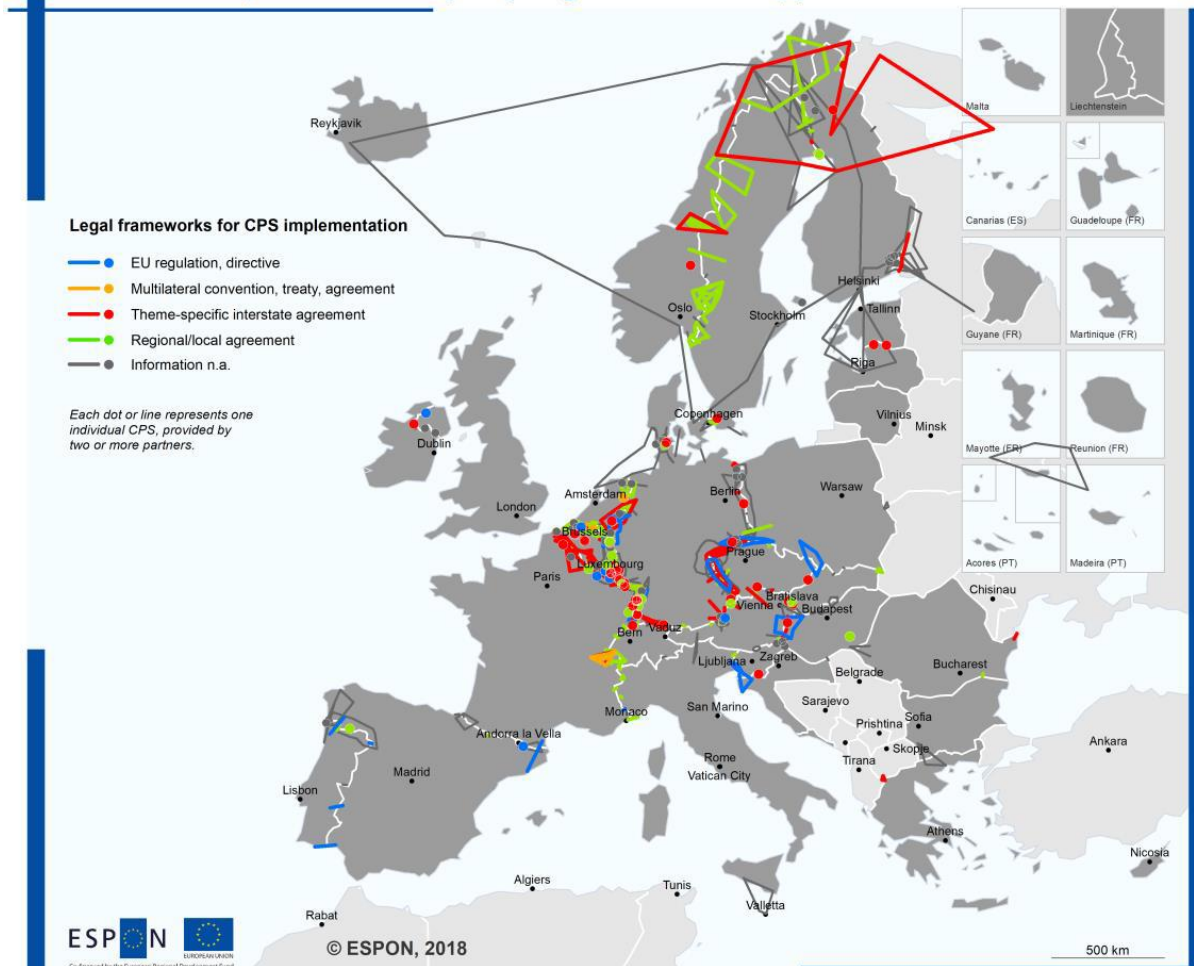 Legal frameworks for CPS implementation
EU regulation, directive
Multilateral convention, treaty, agreement
Theme-specific interstate agreement
Regional/local agreement
Information n.a.
Each dot or line represents one
individual CPS, provided by
two or more partners.
Reykjavik
Oslo
Stockholm
Helsinki
Tallinn
Riga
Vilnius
Minsk
Copenhagen
Dublin
London
Amsterdam
Berlin
Warsaw
Brussels
Luxembourg
Prague
Paris
Vienna
Bratislava
Budapest
Chisinau
Bern
Vaduz
Ljubljana
Zagreb
Belgrade
Bucharest
Monaco
San Marino
Sarajevo
Prishtina
Sofia
Andorra la Vella
Skopje
Ankara
Rome
Vatican City
Tirana
Madrid
Lisbon
Athens
Nicosia
Algiers
Tunis
Valletta
Rabat
Malta
Liechtenstein
Canarias (ES)
Guadeloupe (FR)
Guyane (FR)
Martinique (FR)
Mayotte (FR)
Reunion (FR)
Acores (PT)
Madeira (PT)
ESPON
EUROPEAN UNION
© ESPON, 2018
500 km